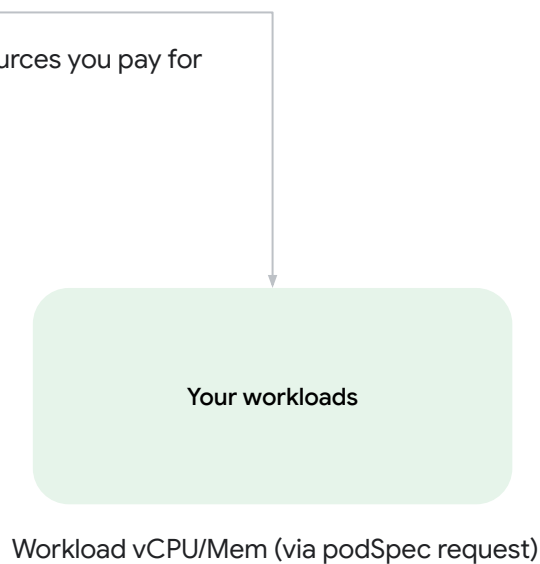 urces you pay for
Your workloads
Workload vCPU/Mem (via podSpec request)